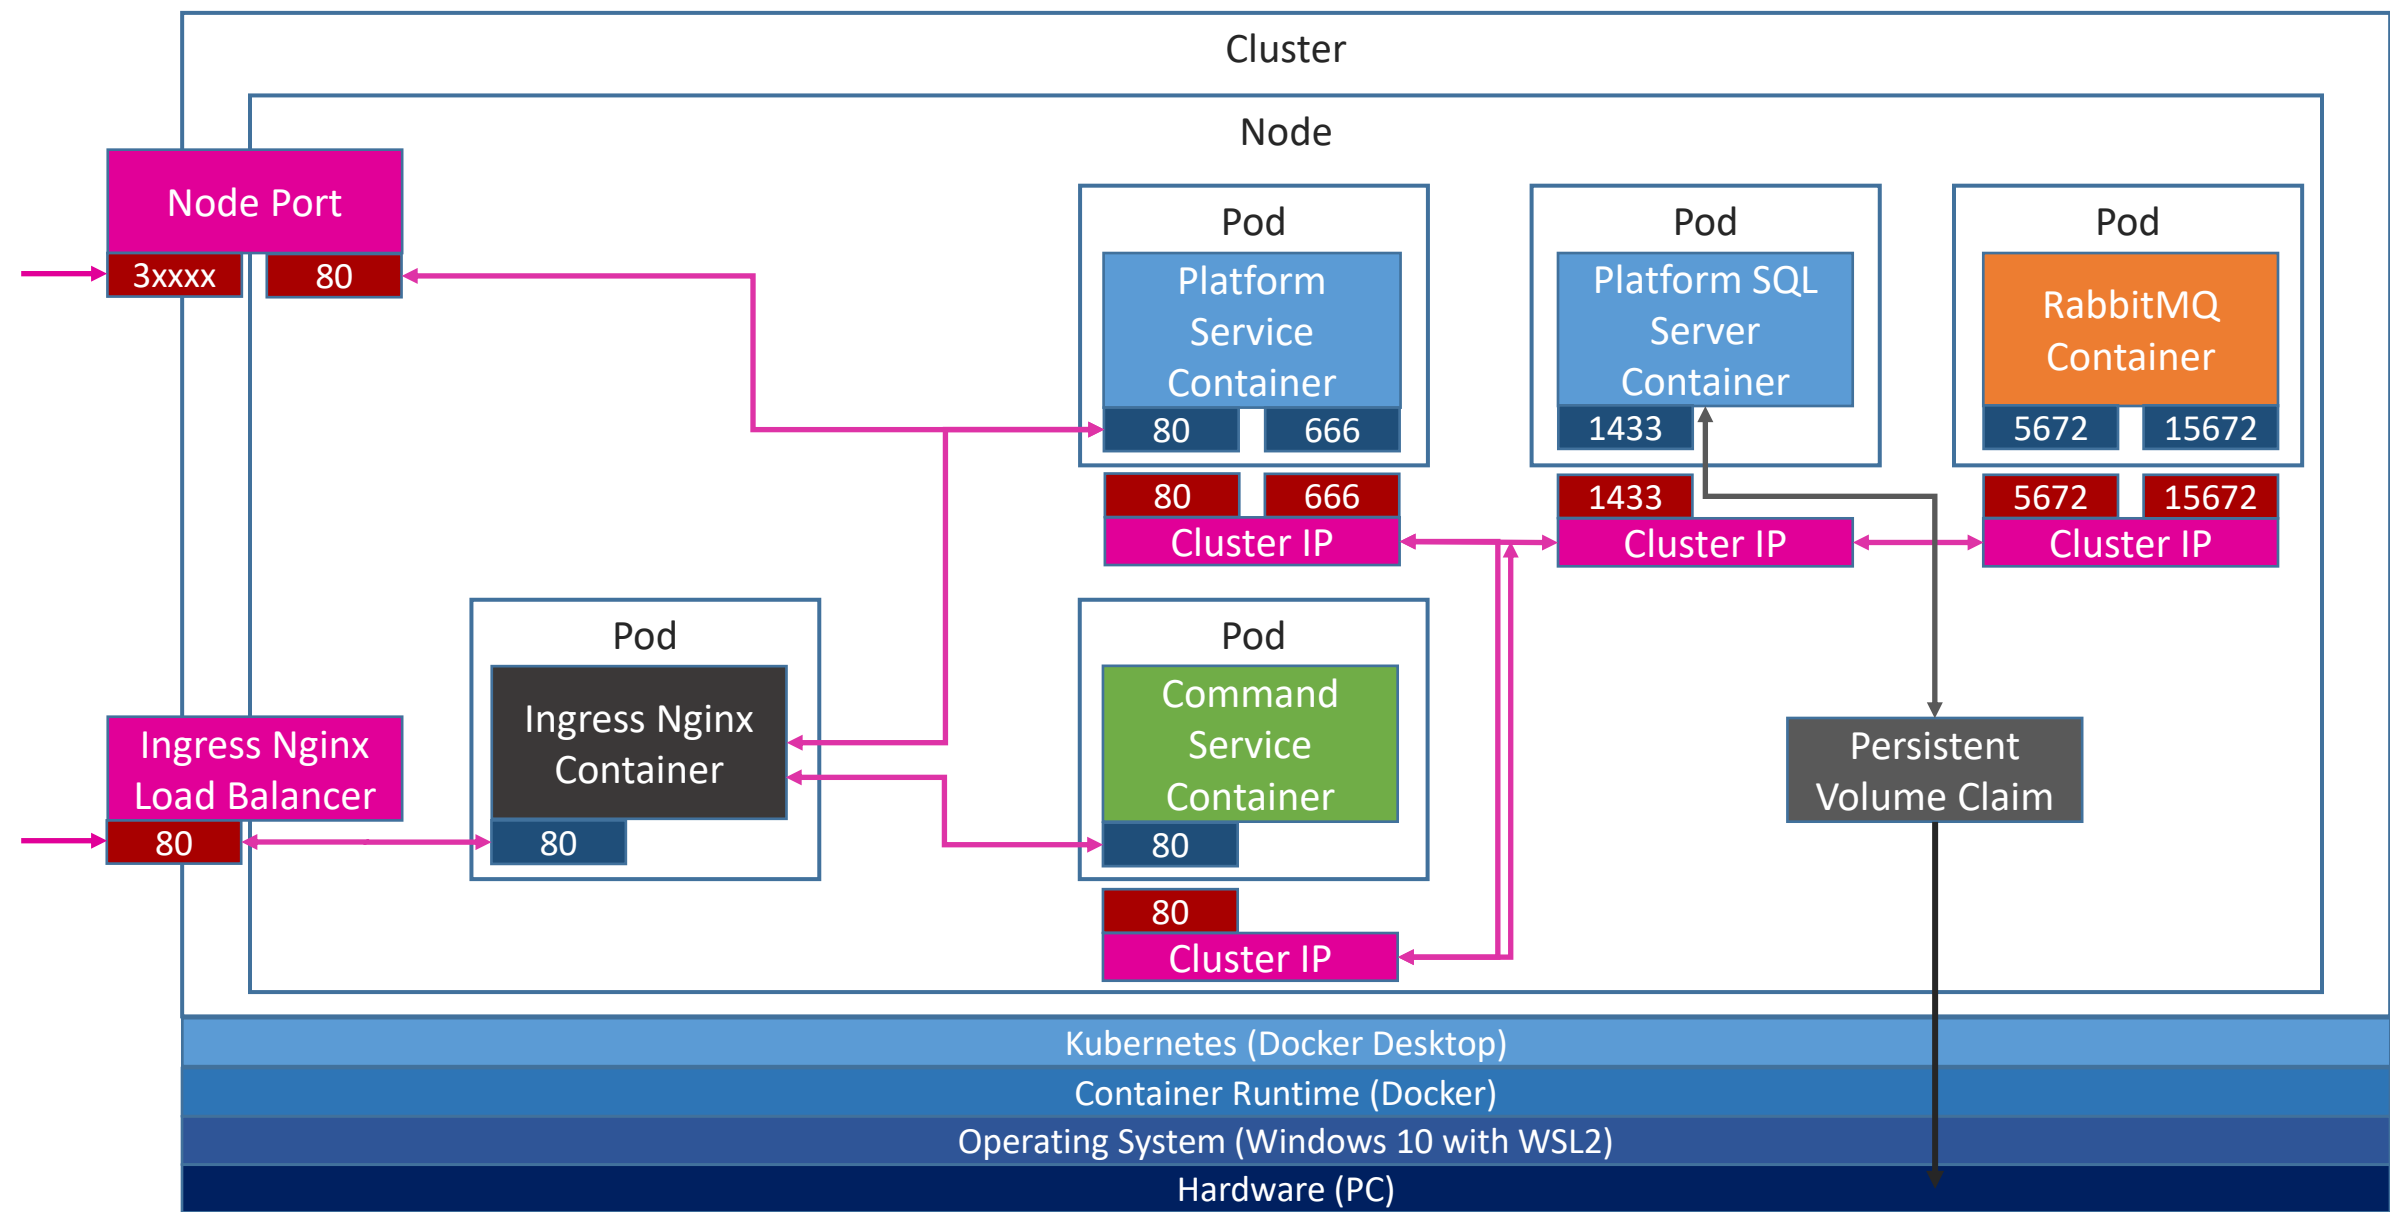 Cluster
Node
Node Port
3xxxx
80
Pod
Platform
Service
Container
80
666
80
666
Cluster IP
Pod
Platform SQL
Server
Container
1433
1433
Cluster IP
Pod
RabbitMQ
Container
5672
15672
5672
15672
Cluster IP
Ingress Nginx
Load Balancer
80
Pod
Ingress Nginx
Container
80
Pod
Command
Service
Container
80
80
Cluster IP
Persistent
Volume Claim
Kubernetes (Docker Desktop)
Container Runtime (Docker)
Operating System (Windows 10 with WSL2)
Hardware (PC)